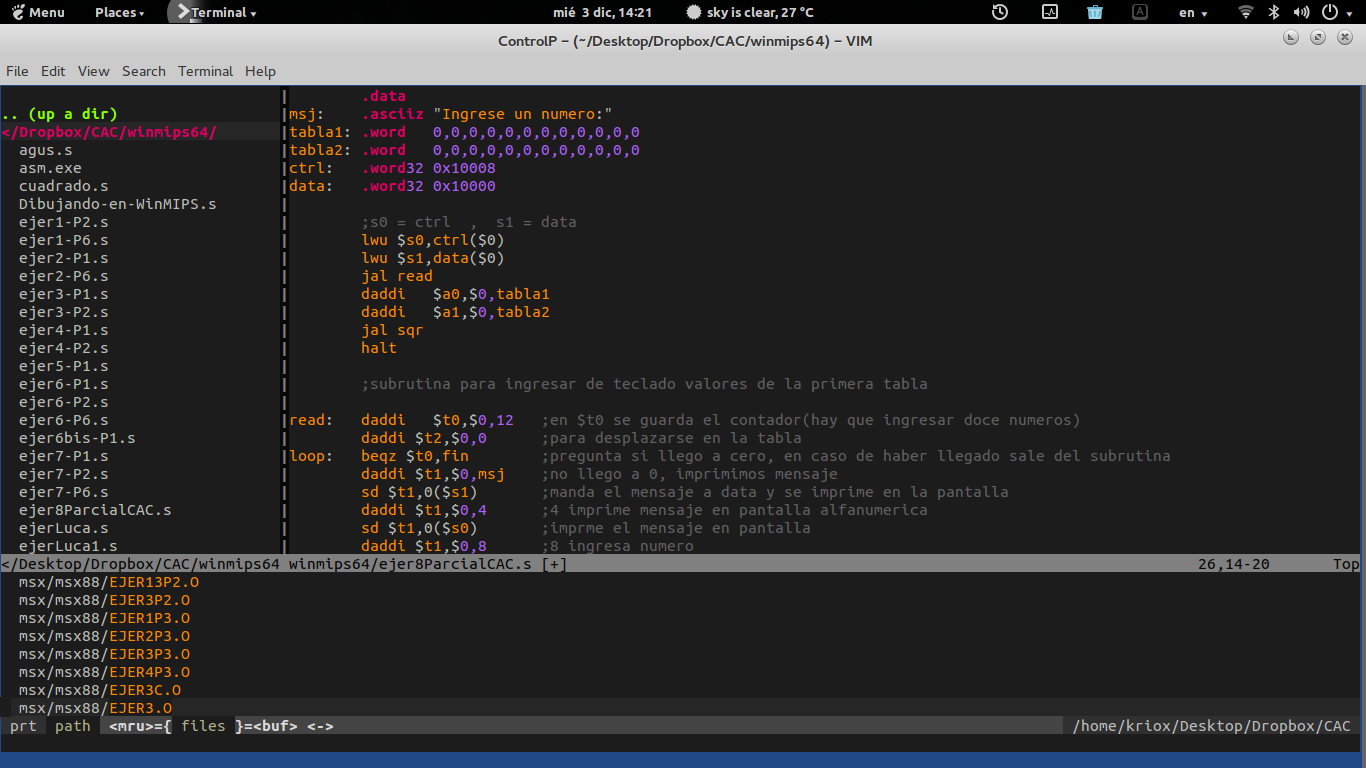 Menu Places Terminal mié 3 dic, 14:21 sky is clear, 27 °C A en
ControlP – (~/Desktop/Dropbox/CAC/winmips64) – VIM
File Edit View Search Terminal Help
.. (up a dir)
</Dropbox/CAC/winmips64/
agus.s
asm.exe
cuadrado.s
Dibujando-en-WinMIPS.s
ejer1-P2.s
ejer1-P6.s
ejer2-P1.s
ejer2-P6.s
ejer3-P1.s
ejer3-P2.s
ejer4-P1.s
ejer4-P2.s
ejer5-P1.s
ejer6-P1.s
ejer6-P2.s
ejer6-P6.s
ejer6bis-P1.s
ejer7-P1.s
ejer7-P2.s
ejer7-P6.s
ejer8ParcialCAC.s
ejerLuca.s
ejerLuca1.s
.data
msj: .asciiz "Ingrese un numero:"
tabla1: .word 0,0,0,0,0,0,0,0,0,0,0,0
tabla2: .word 0,0,0,0,0,0,0,0,0,0,0,0
ctrl: .word32 0x10008
data: .word32 0x10000
;s0 = ctrl , s1 = data
lwu $s0,ctrl($0)
lwu $s1,data($0)
jal read
daddi $a0,$0,tabla1
daddi $a1,$0,tabla2
jal sqr
halt
;subrutina para ingresar de teclado valores de la primera tabla
read: daddi $t0,$0,12 ;en $t0 se guarda el contador(hay que ingresar doce numeros)
daddi $t2,$0,0 ;para desplazarse en la tabla
loop: beqz $t0,fin ;pregunta si llego a cero, en caso de haber llegado sale del subrutina
daddi $t1,$0,msj ;no llego a 0, imprimimos mensaje
sd $t1,0($s1) ;manda el mensaje a data y se imprime en la pantalla
daddi $t1,$0,4 ;4 imprime mensaje en pantalla alfanumerica
sd $t1,0($s0) ;imprme el mensaje en pantalla
daddi $t1,$0,8 ;8 ingresa numero
</Desktop/Dropbox/CAC/winmips64 winmips64/ejer8ParcialCAC.s [+] 26,14-20 Top
msx/msx88/EJER13P2.O
msx/msx88/EJER3P2.O
msx/msx88/EJER1P3.O
msx/msx88/EJER2P3.O
msx/msx88/EJER3P3.O
msx/msx88/EJER4P3.O
msx/msx88/EJER3C.O
msx/msx88/EJER3.O
prt path <mru>={ files }=<buf> <-> /home/kriox/Desktop/Dropbox/CAC